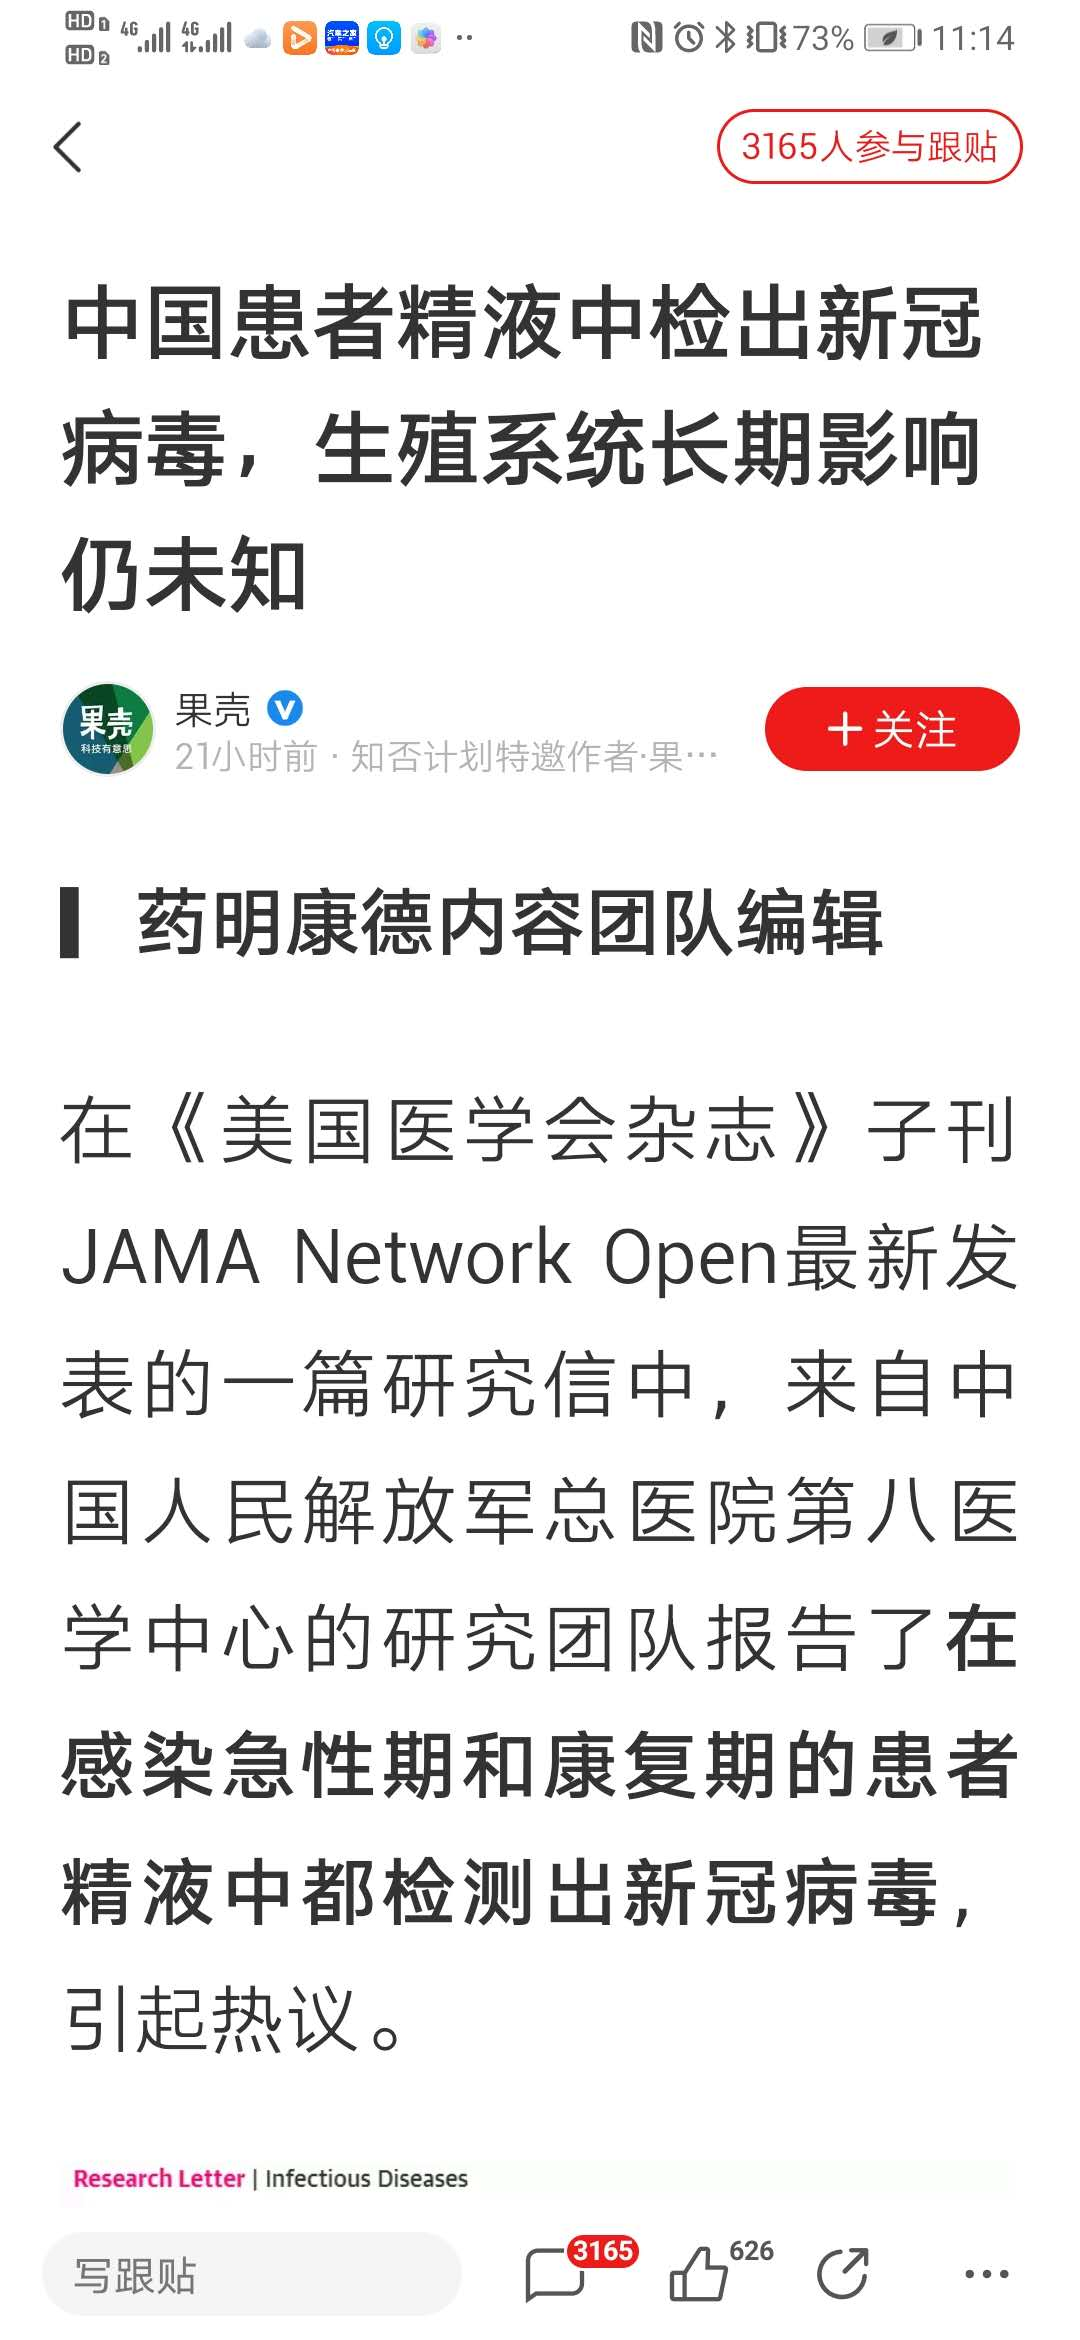 HD 1 4G 4G 73% 11:14
HD 2
3165人参与跟贴
中国患者精液中检出新冠
病毒，生殖系统长期影响
仍未知
果壳
科技有意思
果壳
21小时前 · 知否计划特邀作者·果…
+关注
药明康德内容团队编辑
在《美国医学会杂志》子刊
JAMA Network Open最新发
表的一篇研究信中，来自中
国人民解放军总医院第八医
学中心的研究团队报告了在
感染急性期和康复期的患者
精液中都检测出新冠病毒，
引起热议。
Research Letter | Infectious Diseases
写跟贴
3165
626